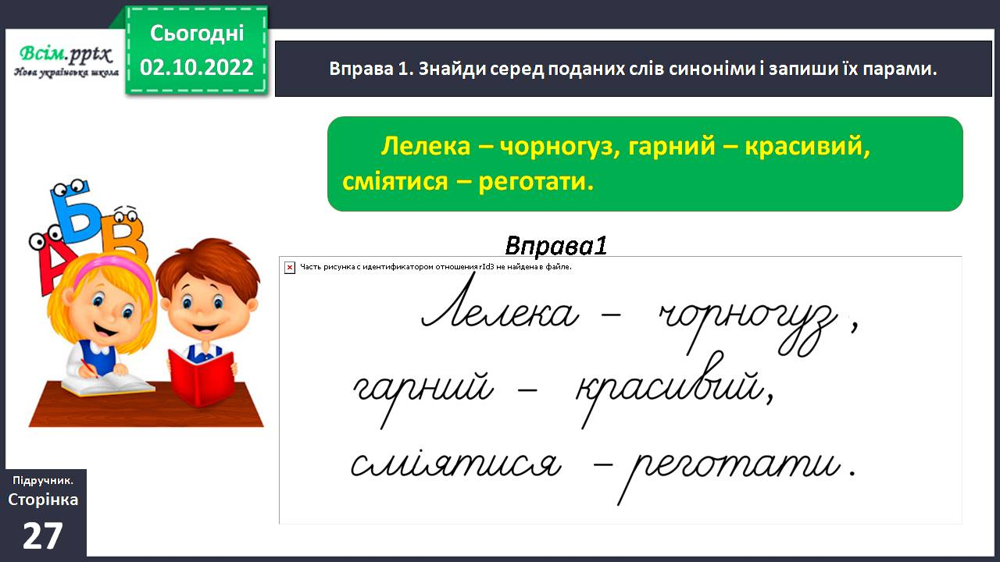 Всім.pptx
Нова українська школа
Сьогодні
02.10.2022
Вправа 1. Знайди серед поданих слів синоніми і запиши їх парами.
Лелека – чорногуз, гарний – красивий,
сміятися – реготати.
АБВ
Вправа1
Часть рисунка с идентификатором отношения rId3 не найдена в файле.
Лелека – чорногуз,
гарний – красивий,
сміятися – реготати.
Підручник.
Сторінка
27